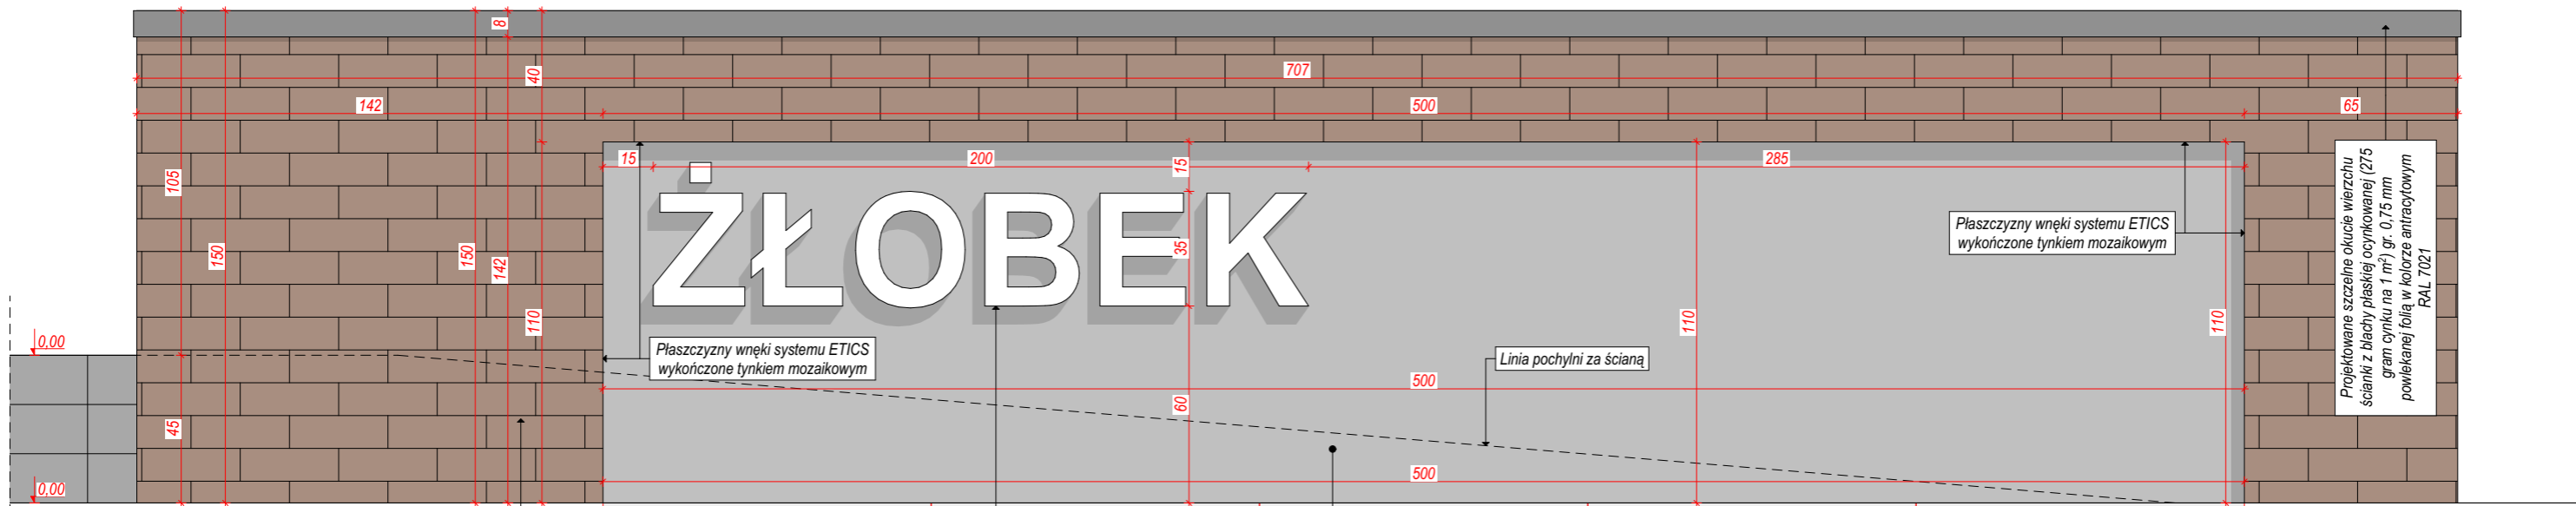 8
40
707
142
500
65
15
200
15
285
105
150
150
142
110
35
110
110
ŻŁOBEK
Płaszczyzny wnęki systemu ETICS
wykończone tynkiem mozaikowym
Projektowane szczelne okucie wierzchu
ścianki z blachy płaskiej ocynkowanej (275
gram cynku na 1 m²) gr. 0,75 mm
powlekanej folią w kolorze antracytowym
RAL 7021
0,00
Płaszczyzny wnęki systemu ETICS
wykończone tynkiem mozaikowym
Linia pochylni za ścianą
500
60
45
500
0,00